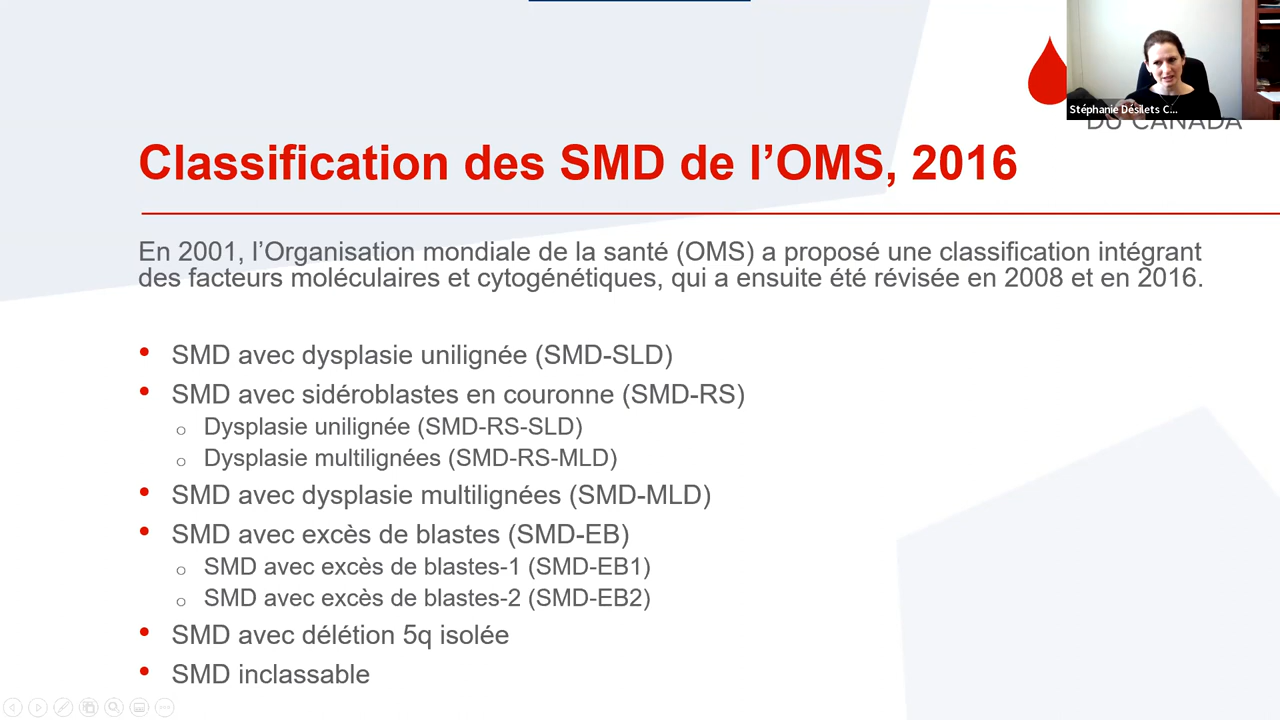 Stéphanie Désilets C...
DU CANADA
Classification des SMD de l’OMS, 2016
En 2001, l’Organisation mondiale de la santé (OMS) a proposé une classification intégrant
des facteurs moléculaires et cytogénétiques, qui a ensuite été révisée en 2008 et en 2016.
• SMD avec dysplasie unilignée (SMD-SLD)
• SMD avec sidéroblastes en couronne (SMD-RS)
o Dysplasie unilignée (SMD-RS-SLD)
o Dysplasie multilignées (SMD-RS-MLD)
• SMD avec dysplasie multilignées (SMD-MLD)
• SMD avec excès de blastes (SMD-EB)
o SMD avec excès de blastes-1 (SMD-EB1)
o SMD avec excès de blastes-2 (SMD-EB2)
• SMD avec délétion 5q isolée
• SMD inclassable